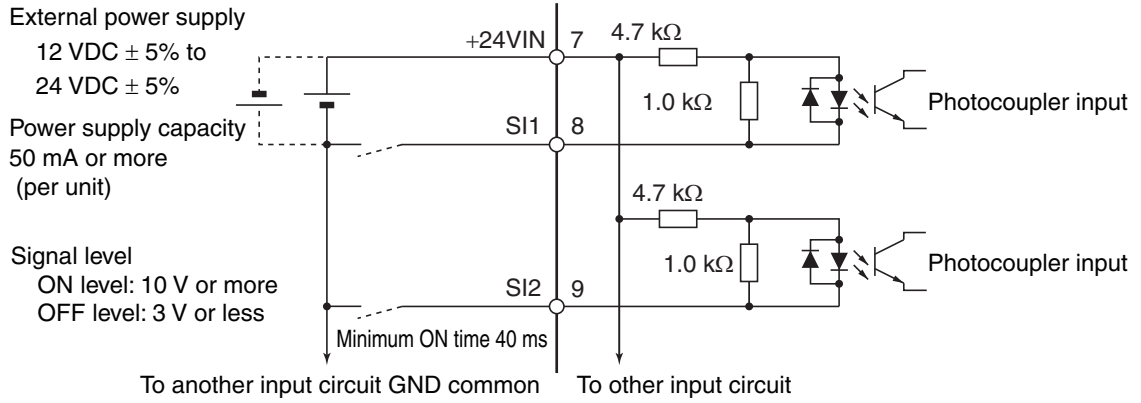 External power supply
12 VDC ± 5% to
24 VDC ± 5%
Power supply capacity
50 mA or more
(per unit)
Signal level
ON level: 10 V or more
OFF level: 3 V or less
+24VIN 7 4.7 kΩ
1.0 kΩ
Photocoupler input
SI1 8
4.7 kΩ
1.0 kΩ
Photocoupler input
SI2 9
Minimum ON time 40 ms
To another input circuit GND common
To other input circuit